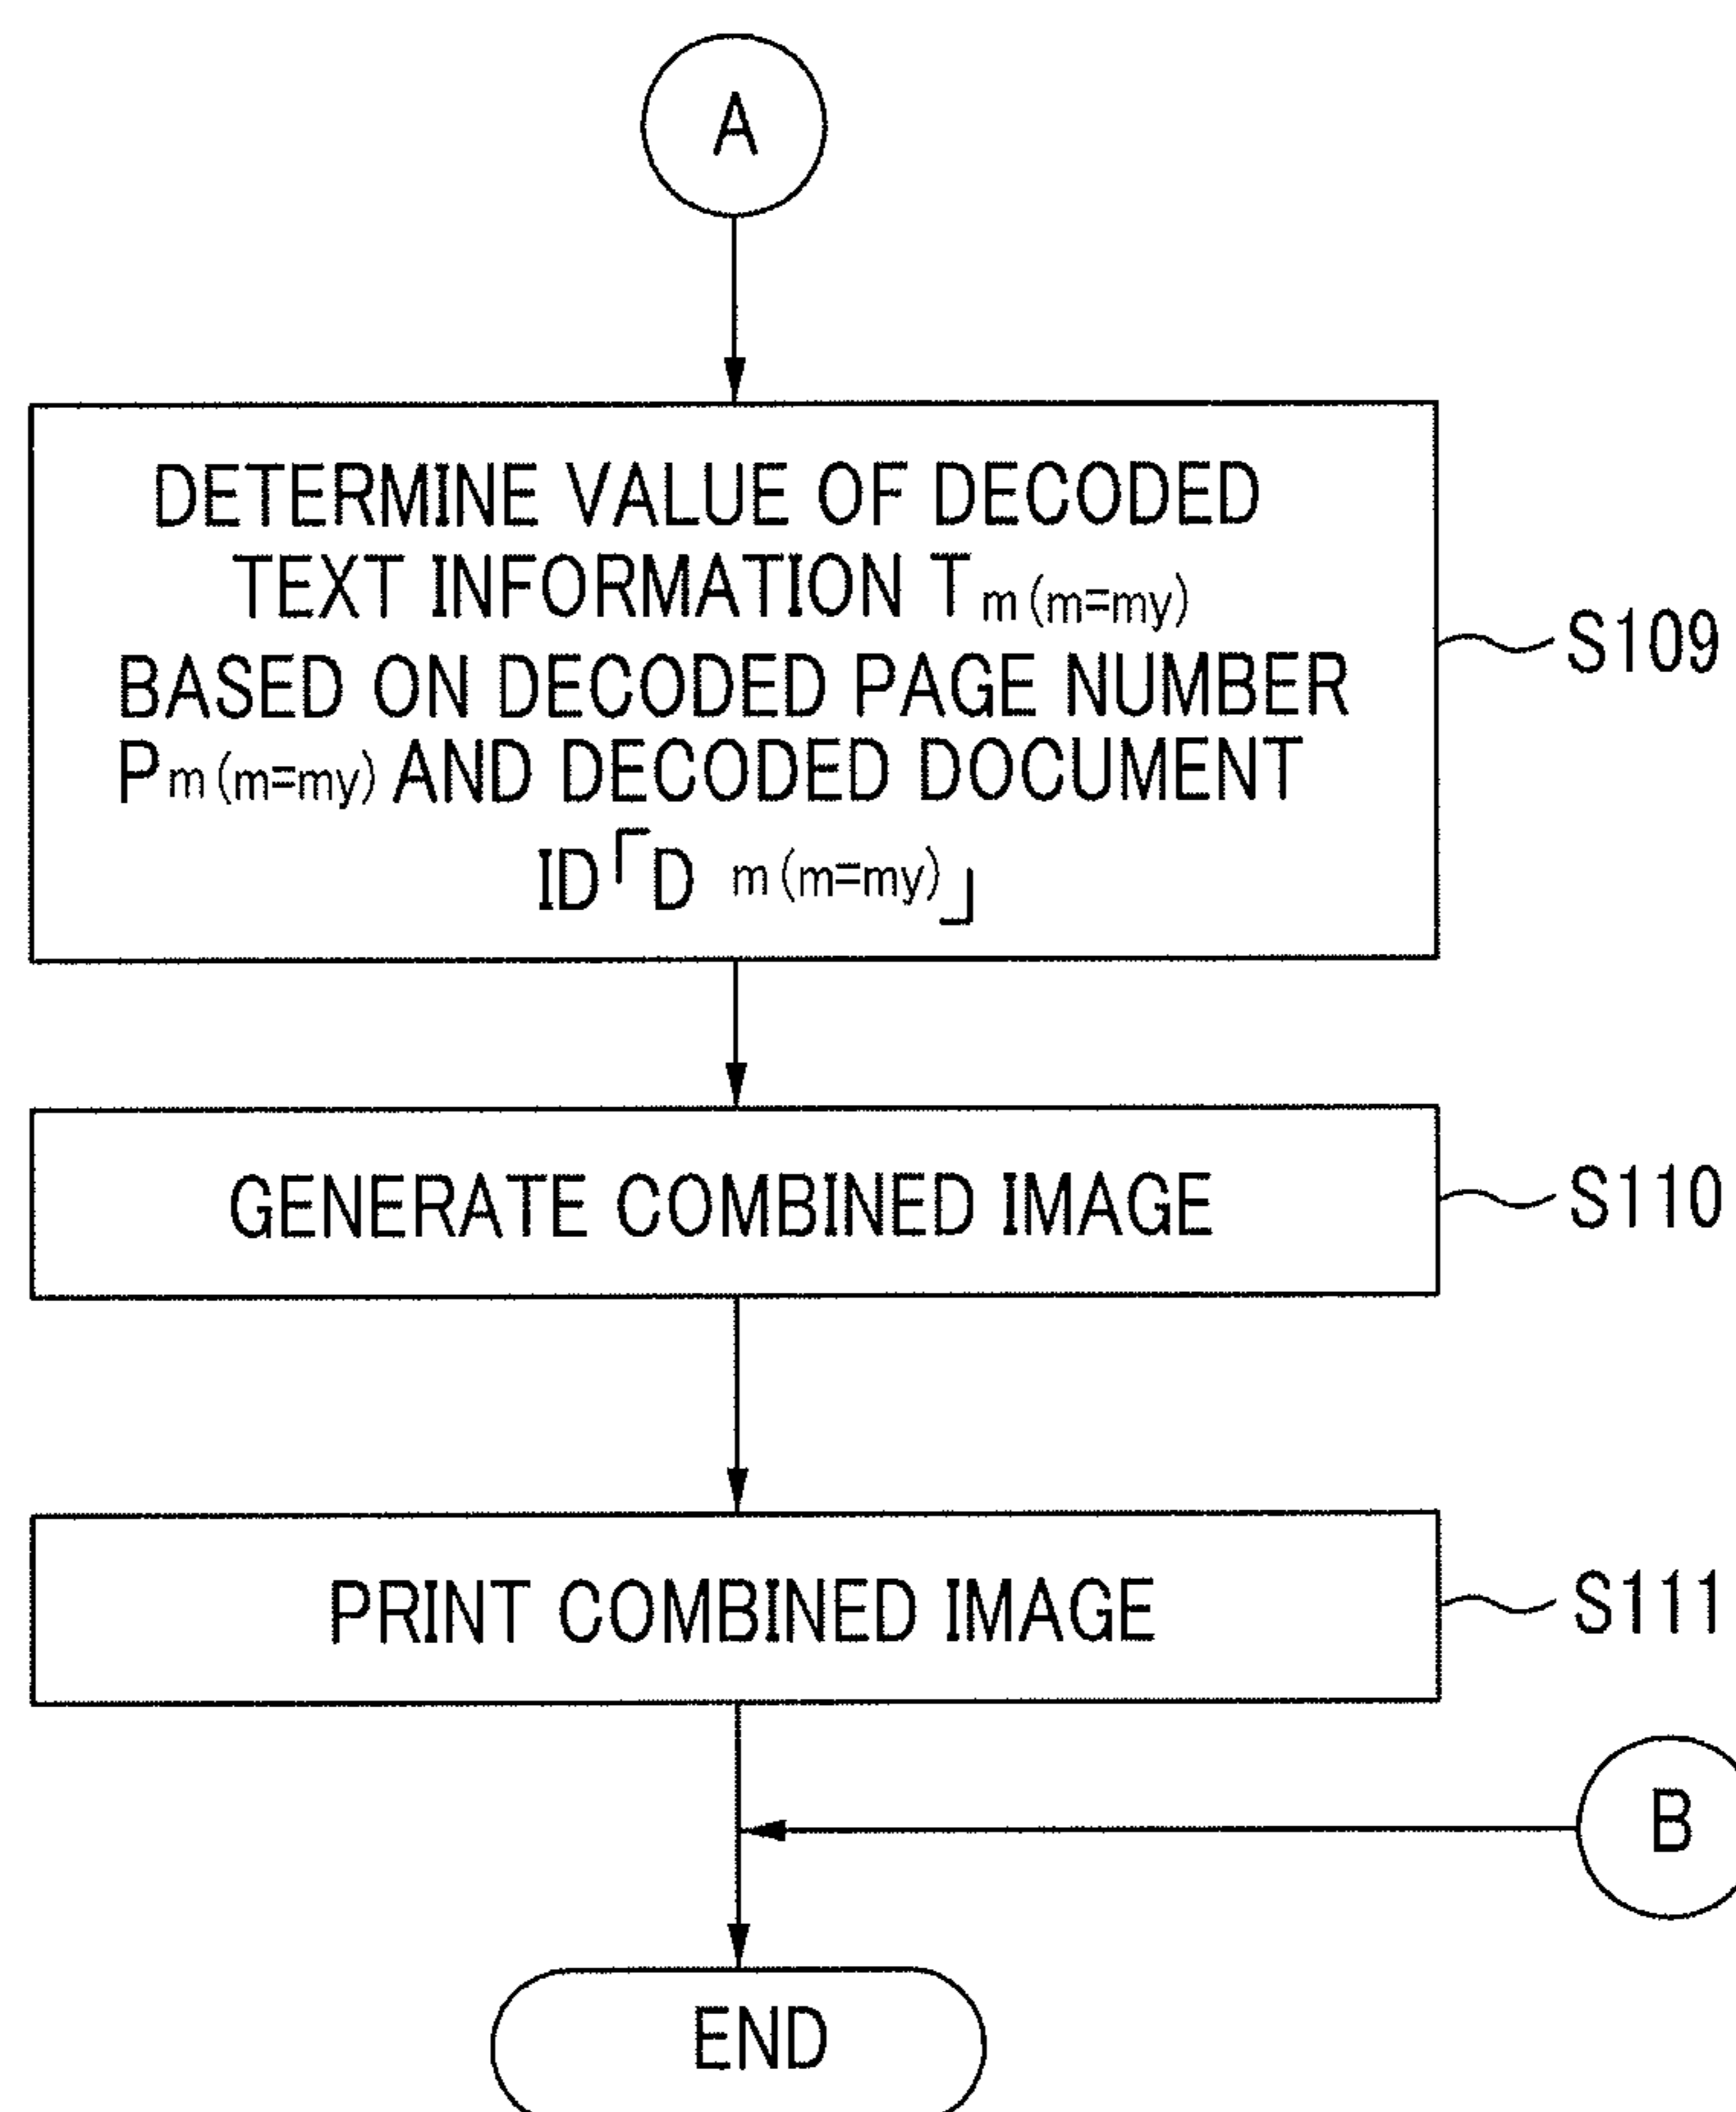 A
DETERMINE VALUE OF DECODED
TEXT INFORMATION Tm(m=my)
BASED ON DECODED PAGE NUMBER
Pm(m=my) AND DECODED DOCUMENT
ID「D m(m=my)」
S109
GENERATE COMBINED IMAGE
S110
PRINT COMBINED IMAGE
S111
B
END